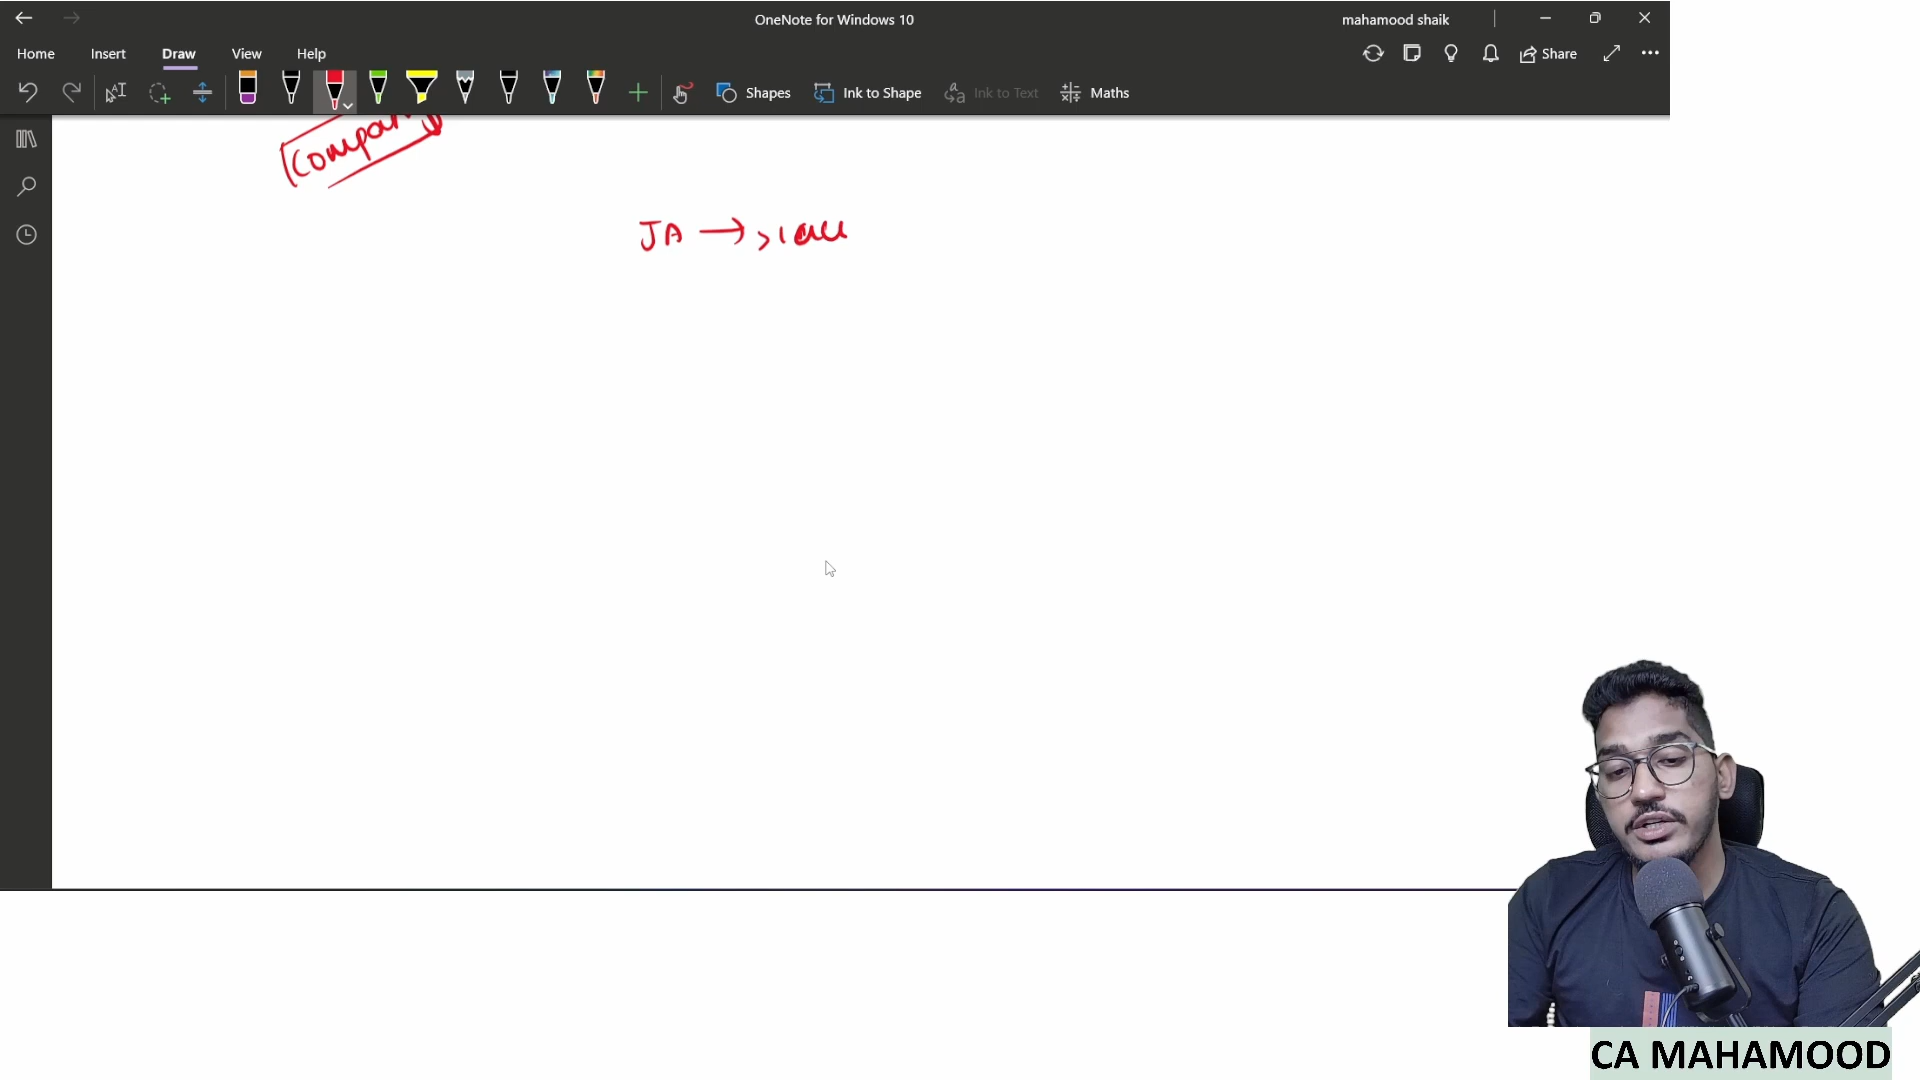 OneNote for Windows 10
mahamood shaik
Home Insert Draw View Help
Share
Shapes Ink to Shape Ink to Text Maths
JA →
CA MAHAMOOD